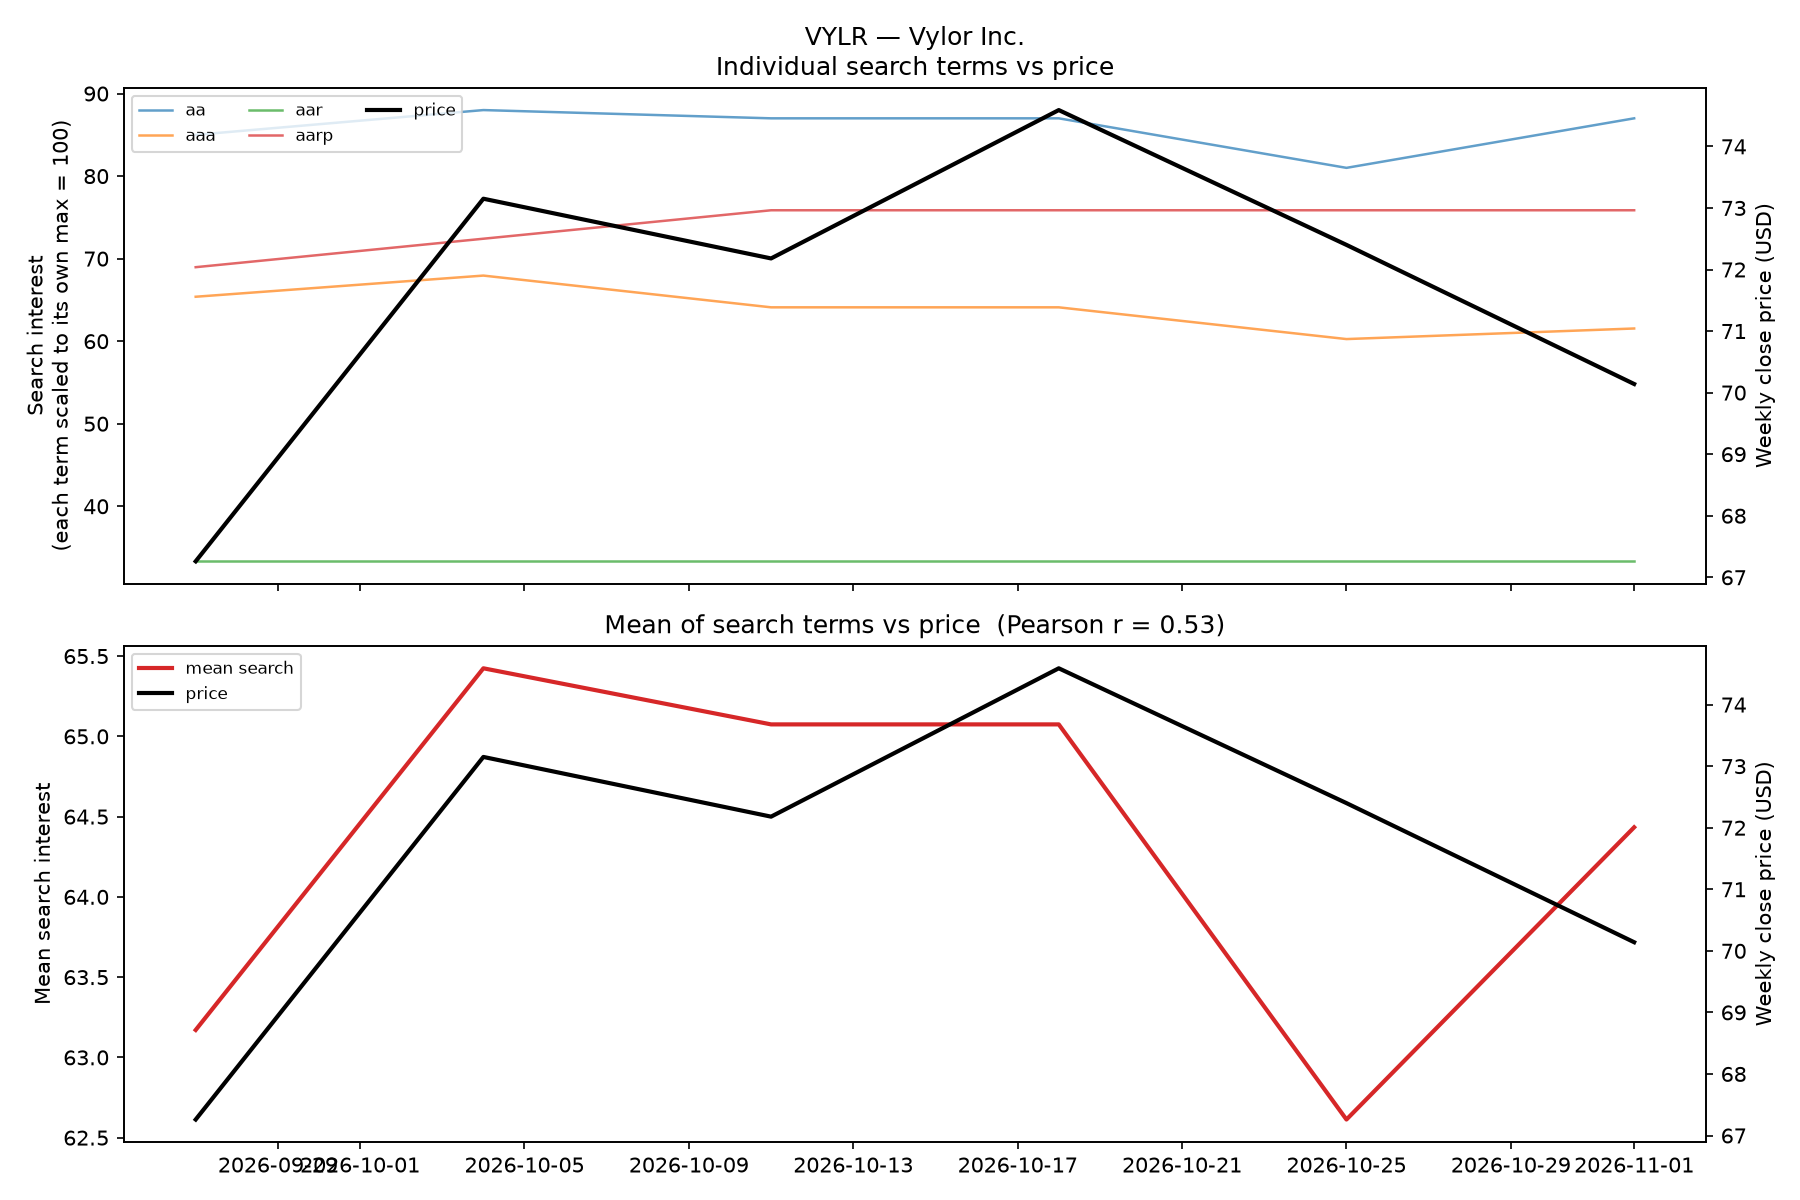 VYLR — Vylor Inc.
Individual search terms vs price
aa
aaa
aar
aarp
price
Search interest
(each term scaled to its own max = 100)
90
80
70
60
50
40
74
73
72
71
70
69
68
67
Weekly close price (USD)
Mean of search terms vs price (Pearson r = 0.53)
mean search
price
Mean search interest
65.5
65.0
64.5
64.0
63.5
63.0
62.5
74
73
72
71
70
69
68
67
Weekly close price (USD)
2026-09-29
2026-10-01
2026-10-05
2026-10-09
2026-10-13
2026-10-17
2026-10-21
2026-10-25
2026-10-29
2026-11-01